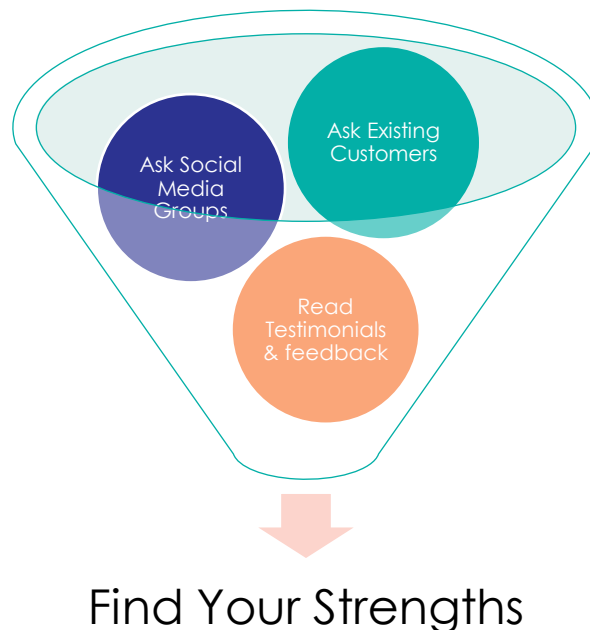 Ask Existing
Customers
Ask Social
Media
Groups
Read
Testimonials
& feedback
Find Your Strengths